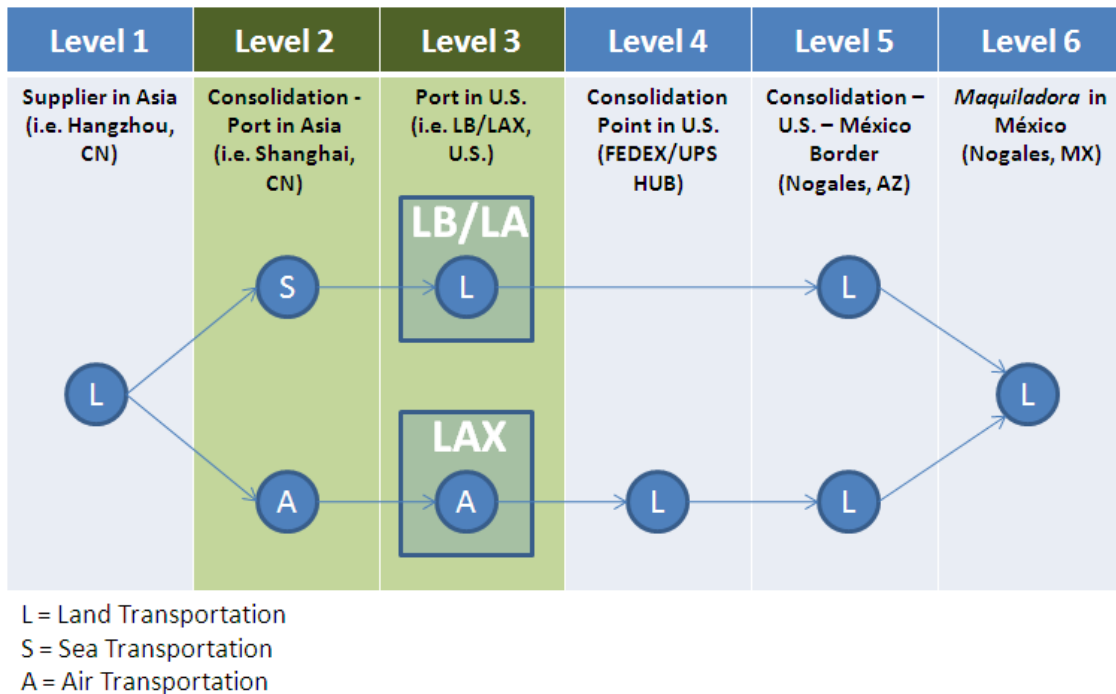 Level 1
Level 2
Level 3
Level 4
Level 5
Level 6
Supplier in Asia
(i.e. Hangzhou,
CN)
Consolidation -
Port in Asia
(i.e. Shanghai,
CN)
Port in U.S.
(i.e. LB/LAX,
U.S.)
Consolidation
Point in U.S.
(FEDEX/UPS
HUB)
Consolidation –
U.S. – México
Border
(Nogales, AZ)
Maquiladora in
México
(Nogales, MX)
LB/LA
S
L
L
L
L
LAX
A
A
L
L
L = Land Transportation
S = Sea Transportation
A = Air Transportation